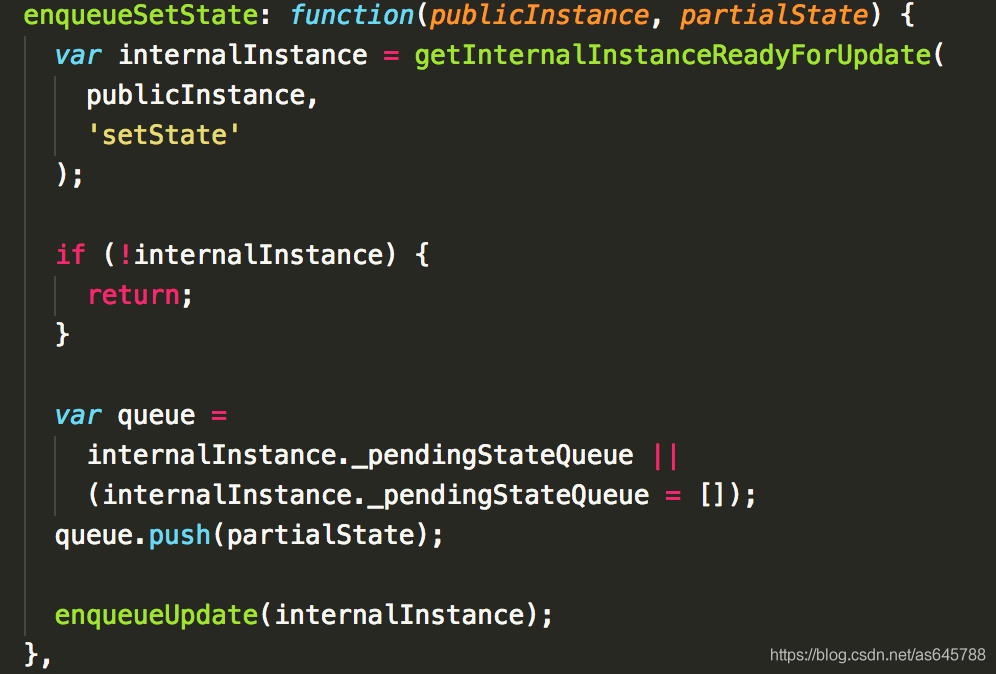 enqueueSetState: function(publicInstance, partialState) {
  var internalInstance = getInternalInstanceReadyForUpdate(
    publicInstance,
    'setState'
  );

  if (!internalInstance) {
    return;
  }

  var queue =
    internalInstance._pendingStateQueue ||
    (internalInstance._pendingStateQueue = []);
  queue.push(partialState);

  enqueueUpdate(internalInstance);
},
https://blog.csdn.net/as645788